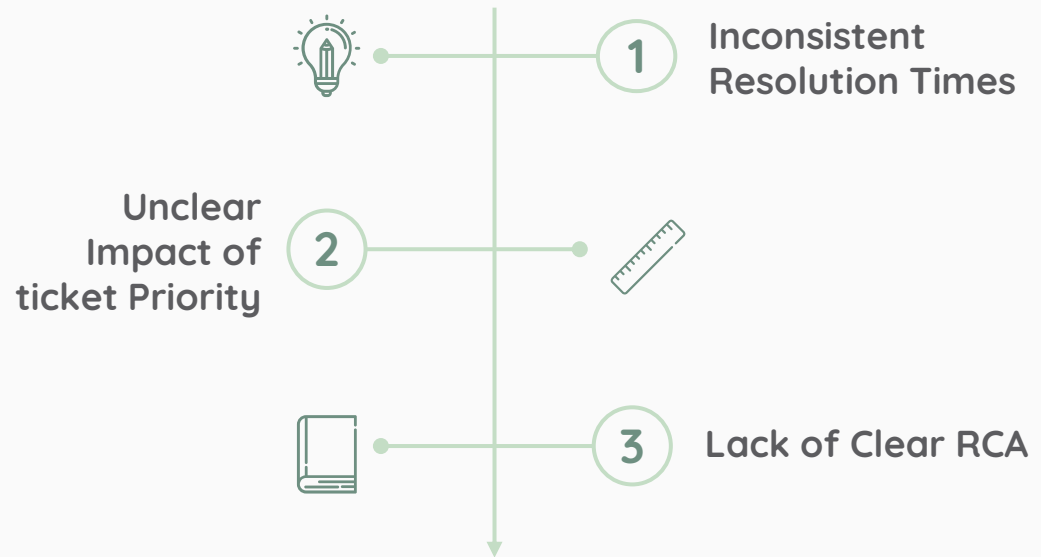 1
Inconsistent
Resolution Times
Unclear
Impact of
ticket Priority
2
3
Lack of Clear RCA